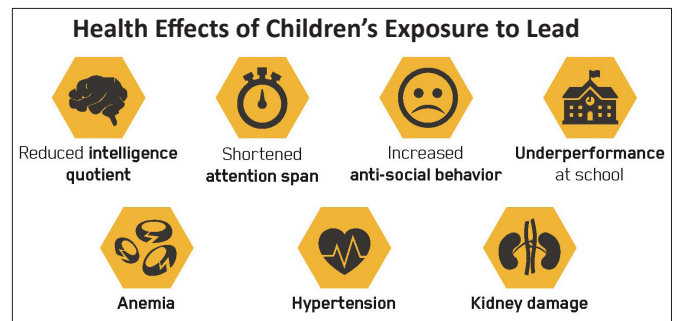 Health Effects of Children's Exposure to Lead
Reduced intelligence
quotient
Shortened
attention span
Increased
anti-social behavior
Underperformance
at school
Anemia
Hypertension
Kidney damage